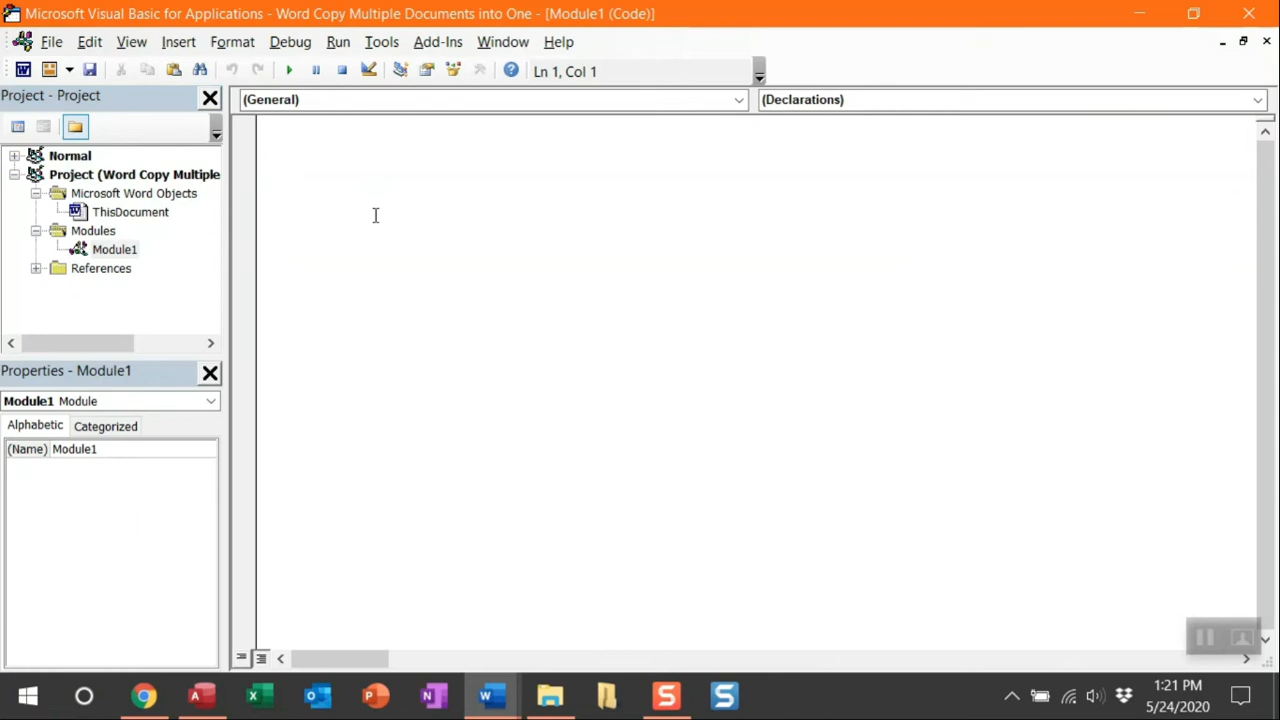 Microsoft Visual Basic for Applications - Word Copy Multiple Documents into One - [Module1 (Code)]
File Edit View Insert Format Debug Run Tools Add-Ins Window Help
Ln 1, Col 1
Project - Project
(General) (Declarations)
Normal
Project (Word Copy Multiple
Microsoft Word Objects
ThisDocument
Modules
Module1
References
Properties - Module1
Module1 Module
Alphabetic Categorized
(Name) Module1
1:21 PM
5/24/2020